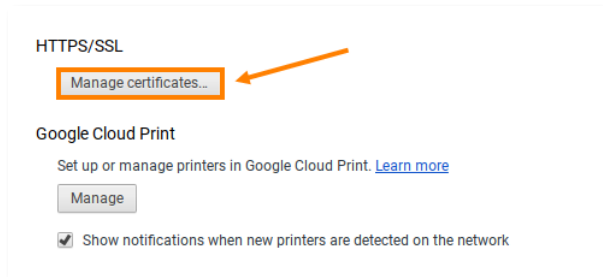 HTTPS/SSL
Manage certificates...
Google Cloud Print
Set up or manage printers in Google Cloud Print. Learn more
Manage
Show notifications when new printers are detected on the network